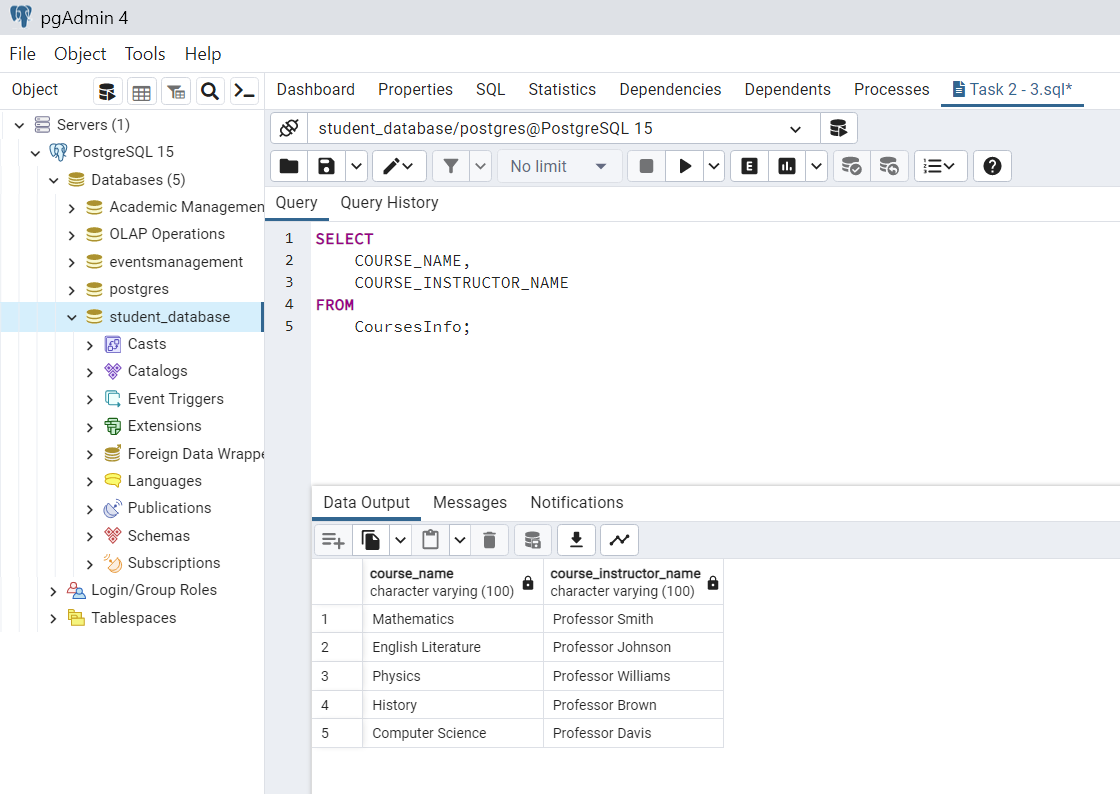 pgAdmin 4
File Object Tools Help
Object
Dashboard Properties SQL Statistics Dependencies Dependents Processes Task 2 - 3.sql*
Servers (1)
PostgreSQL 15
Databases (5)
Academic Managemen
OLAP Operations
eventsmanagement
postgres
student_database
Casts
Catalogs
Event Triggers
Extensions
Foreign Data Wrappe
Languages
Publications
Schemas
Subscriptions
Login/Group Roles
Tablespaces
student_database/postgres@PostgreSQL 15
No limit
E
Query Query History
1 SELECT
2 COURSE_NAME,
3 COURSE_INSTRUCTOR_NAME
4 FROM
5 CoursesInfo;
Data Output Messages Notifications
course_name course_instructor_name
character varying (100) character varying (100)
1 Mathematics Professor Smith
2 English Literature Professor Johnson
3 Physics Professor Williams
4 History Professor Brown
5 Computer Science Professor Davis